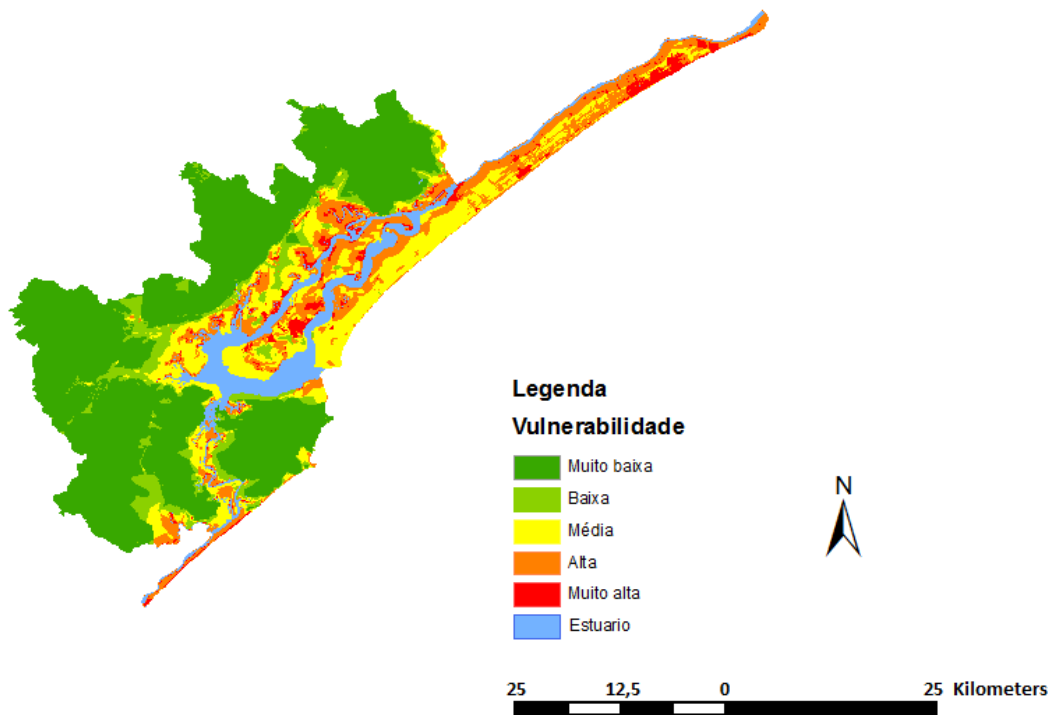 Legenda
Vulnerabilidade
Muito baixa
Baixa
Média
Alta
Muito alta
Estuario
N
25 12,5 0 25 Kilometers